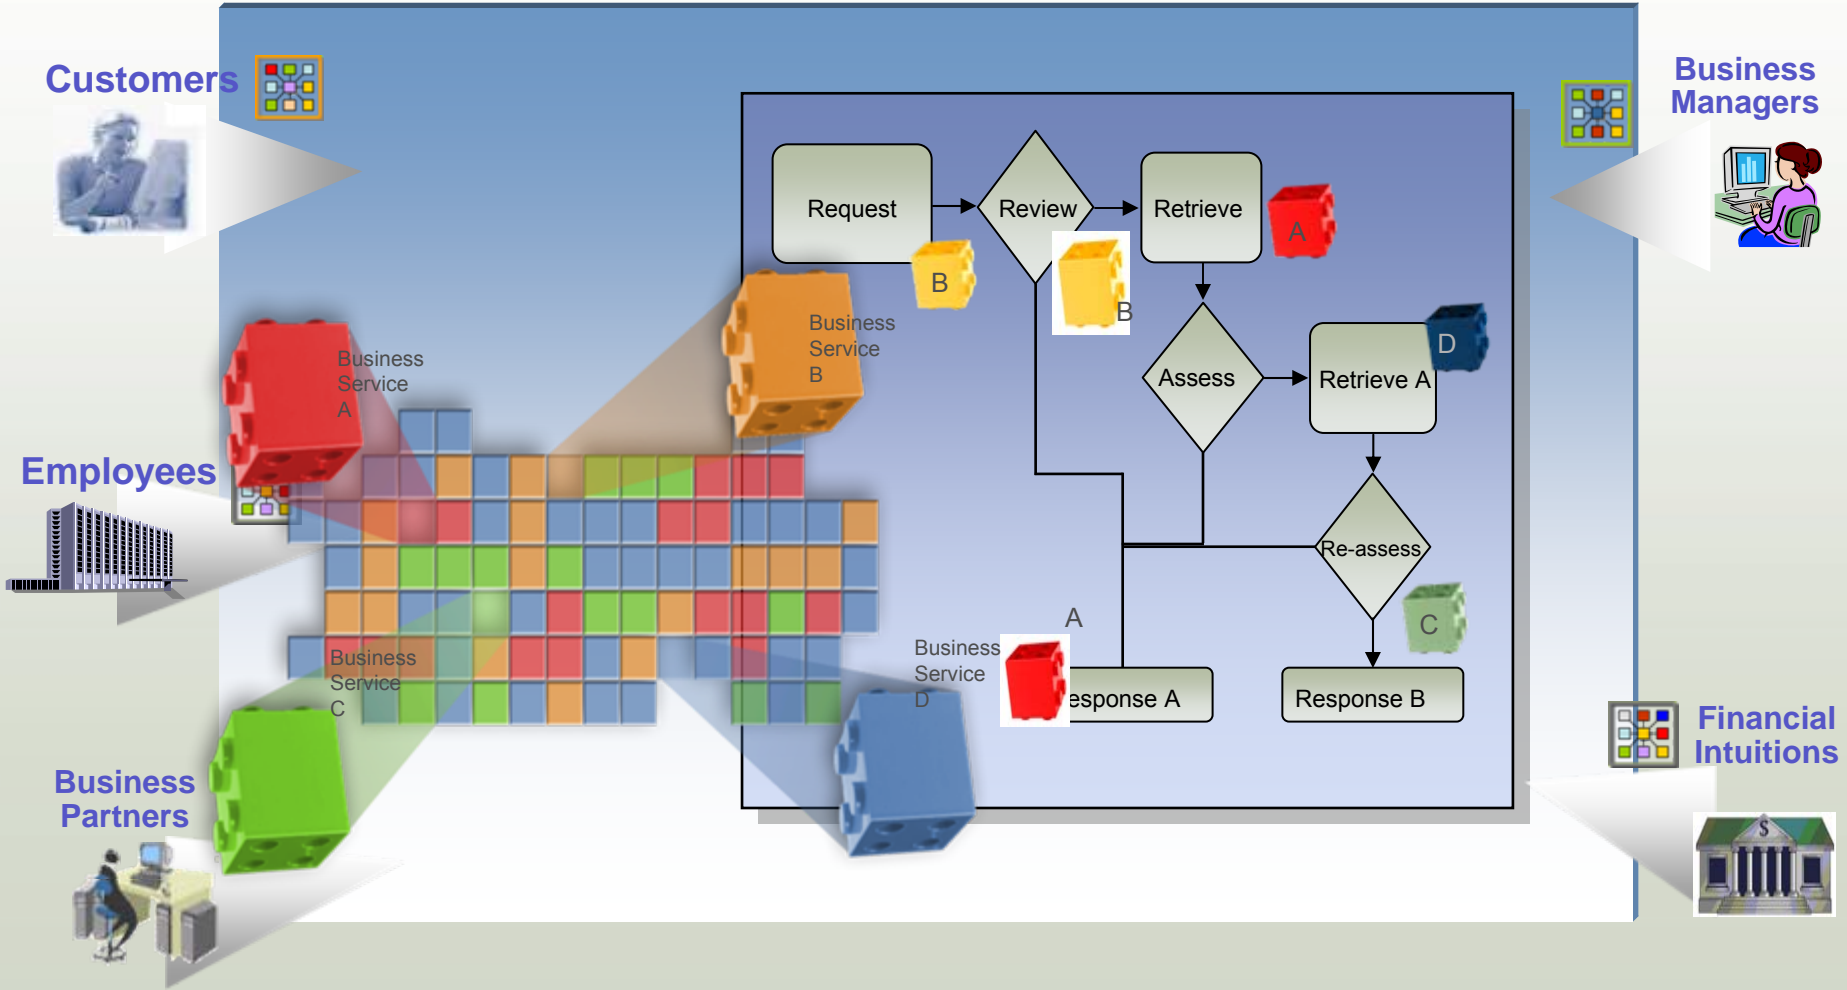 Customers
Business
Managers
Request
Review
Retrieve
A
B
B
Business
Service
B
D
Assess
Retrieve A
Business
Service
A
Employees
Re-assess
A
C
Business
Service
C
Business
Service
D
esponse A
Response B
Financial
Intuitions
Business
Partners
$